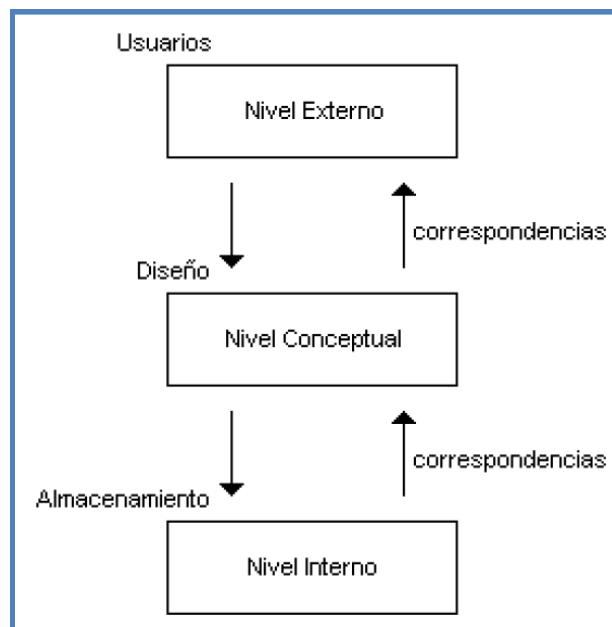 Usuarios
Nivel Externo
correspondencias
Diseño
Nivel Conceptual
correspondencias
Almacenamiento
Nivel Interno